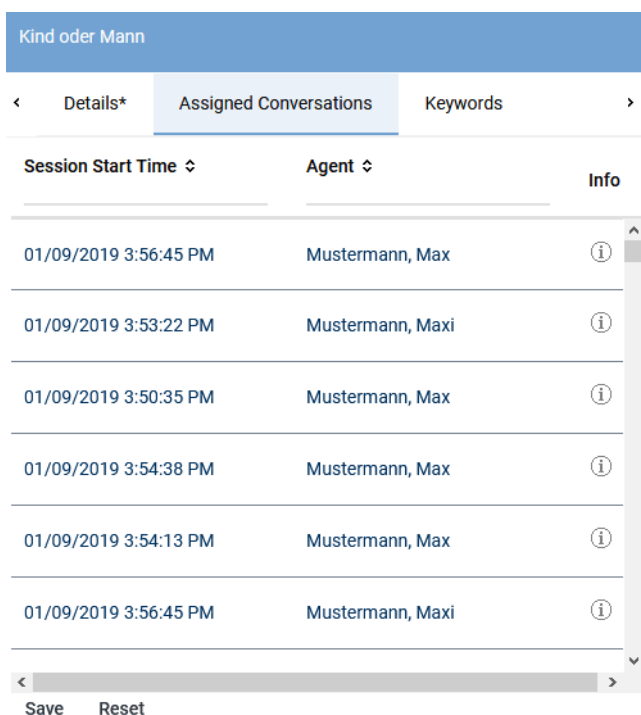 Kind oder Mann
Details* Assigned Conversations Keywords
Session Start Time Agent Info
01/09/2019 3:56:45 PM Mustermann, Max
01/09/2019 3:53:22 PM Mustermann, Maxi
01/09/2019 3:50:35 PM Mustermann, Max
01/09/2019 3:54:38 PM Mustermann, Max
01/09/2019 3:54:13 PM Mustermann, Max
01/09/2019 3:56:45 PM Mustermann, Maxi
Save Reset